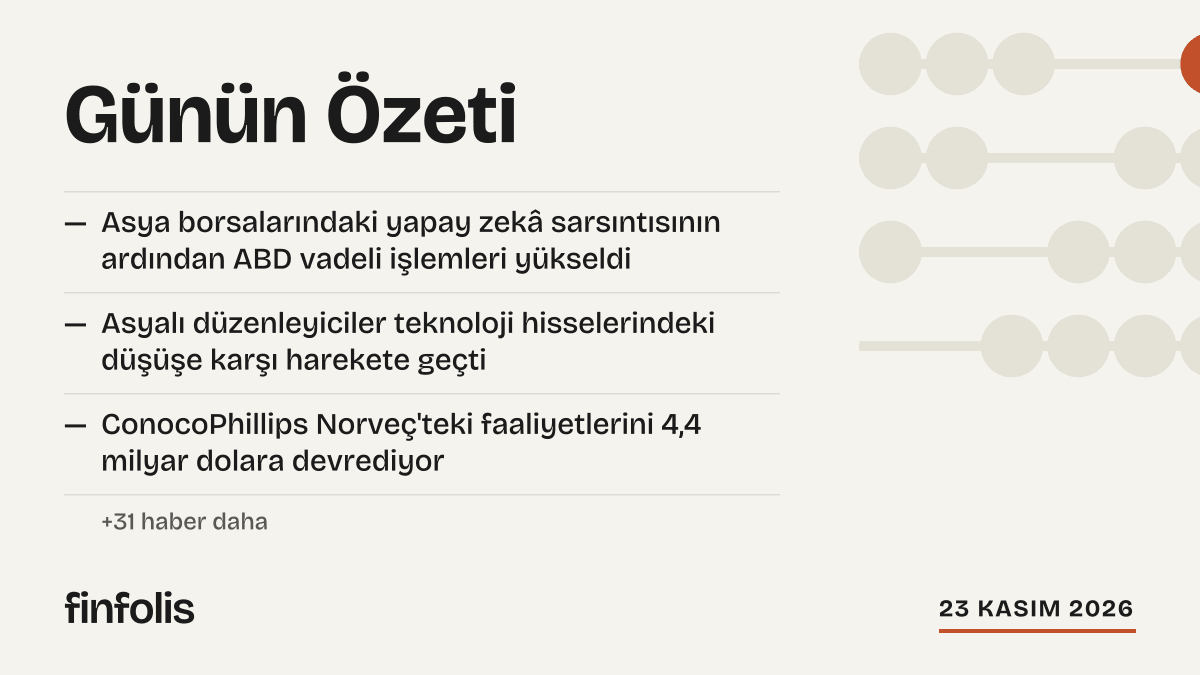 Günün Özeti
— Asya borsalarındaki yapay zekâ sarsıntısının
ardından ABD vadeli işlemleri yükseldi
— Asyalı düzenleyiciler teknoloji hisselerindeki
düşüşe karşı harekete geçti
— ConocoPhillips Norveç'teki faaliyetlerini 4,4
milyar dolara devrediyor
+31 haber daha
finfolis
23 KASIM 2026